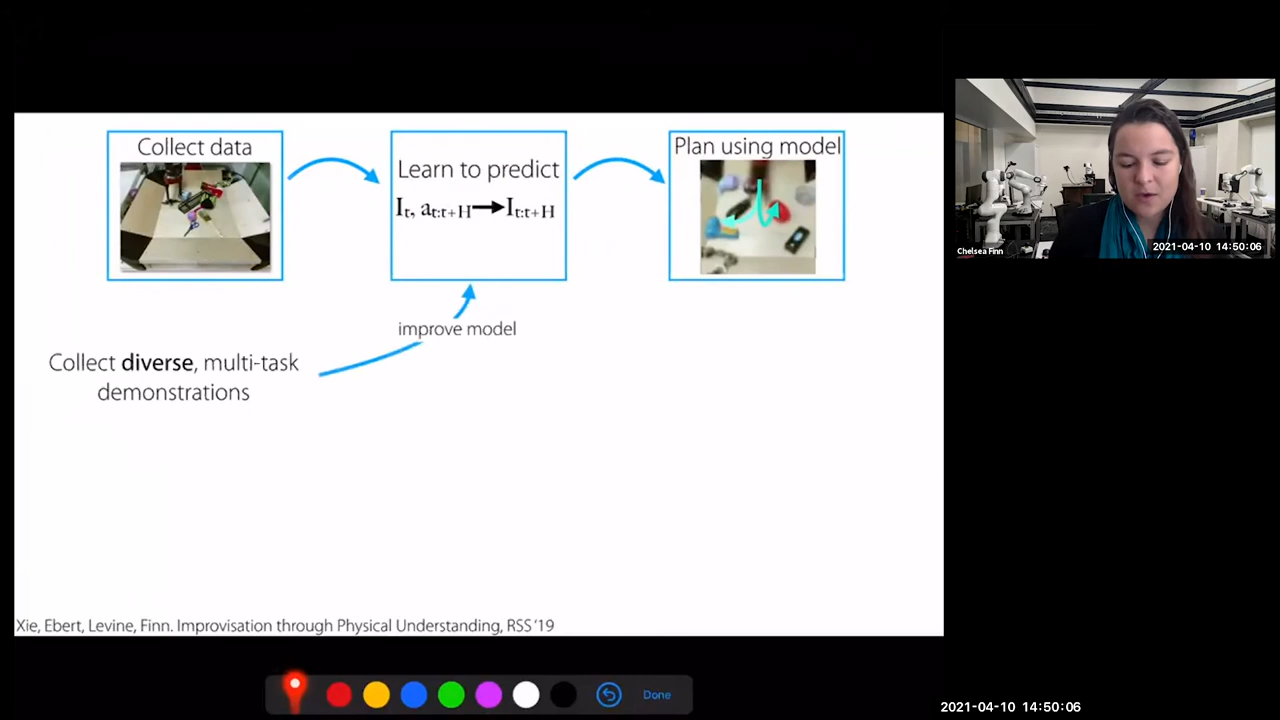 Collect data
Learn to predict
Iₜ, aₜ:ₜ₊H→Iₜ:ₜ₊H
Plan using model
improve model
Collect diverse, multi-task
demonstrations
Xie, Ebert, Levine, Finn. Improvisation through Physical Understanding, RSS '19
Done
Chelsea Finn
2021-04-10 14:50:06
2021-04-10 14:50:06